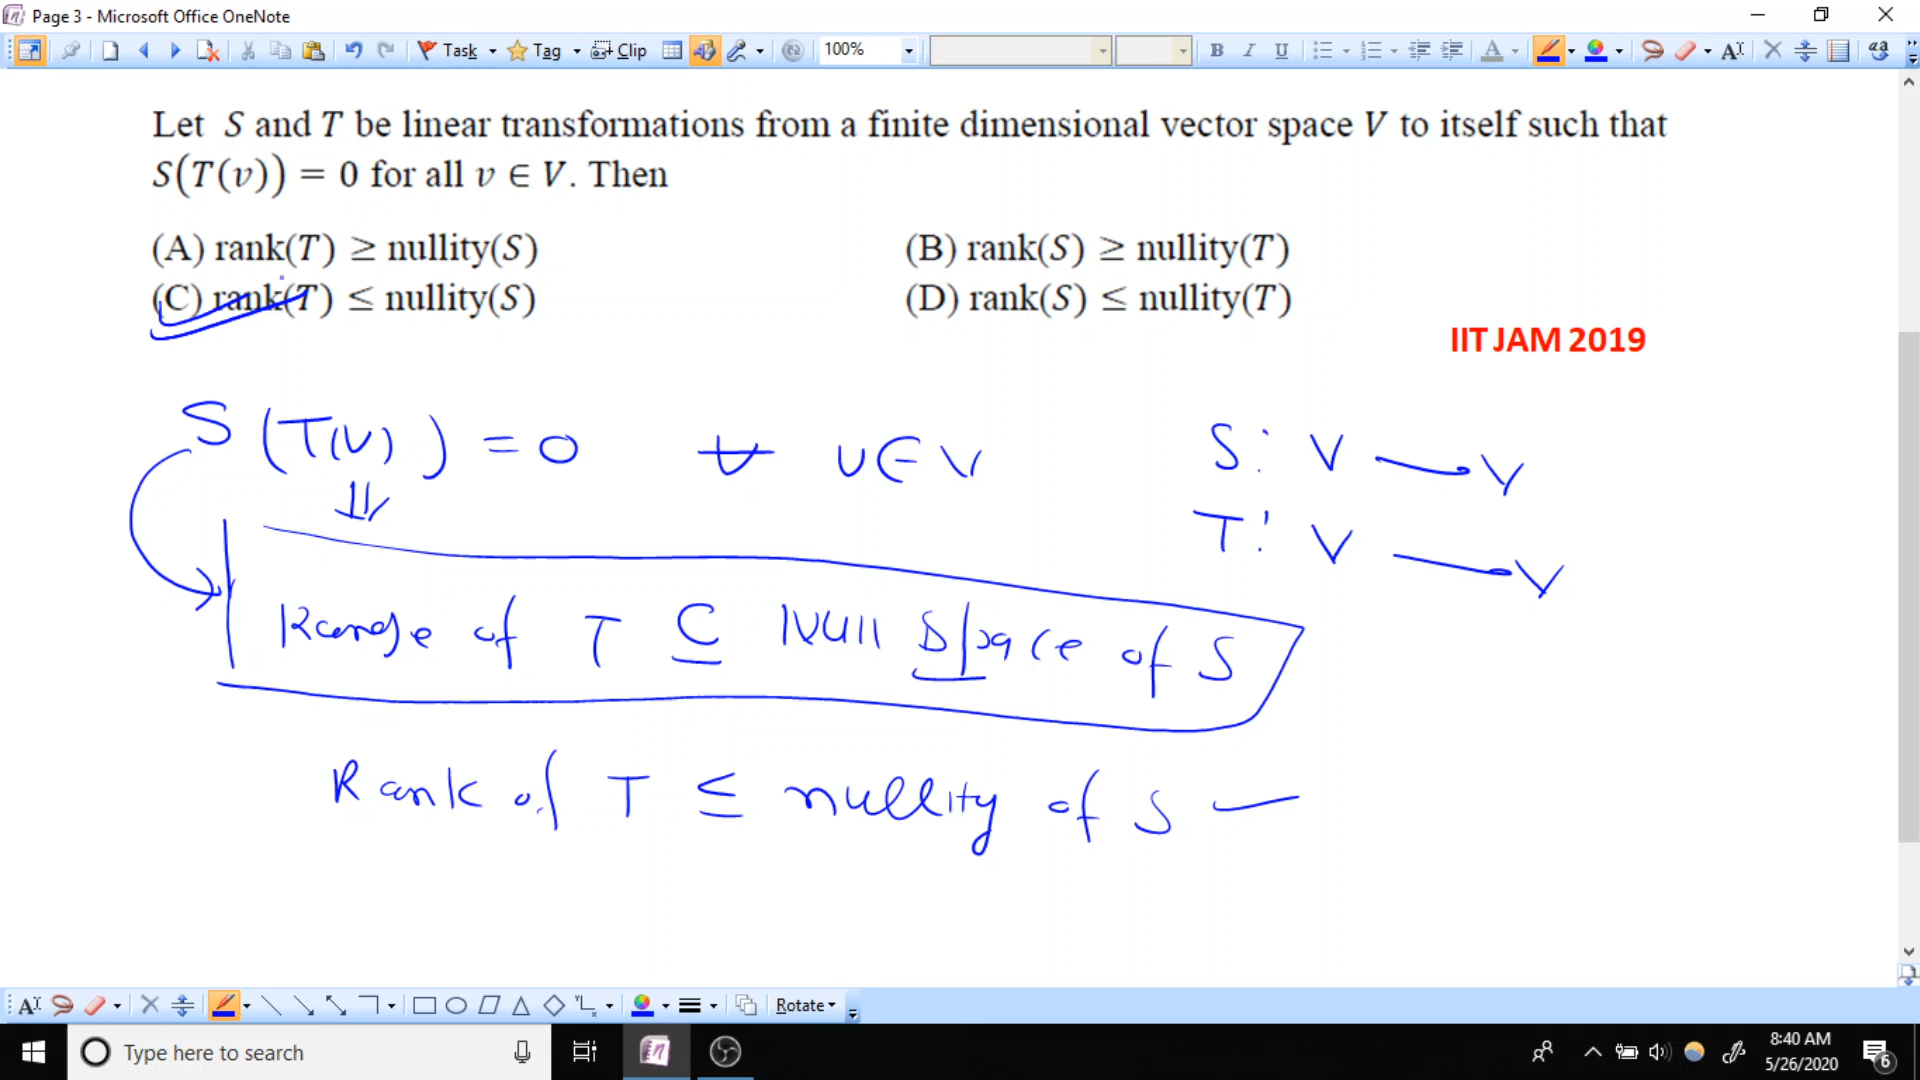 Page 3 - Microsoft Office OneNote
Task Tag Clip 100% B I U A
Let S and T be linear transformations from a finite dimensional vector space V to itself such that
S(T(v)) = 0 for all v ∈ V. Then
(A) rank(T) ≥ nullity(S) (B) rank(S) ≥ nullity(T)
(C) rank(T) ≤ nullity(S) (D) rank(S) ≤ nullity(T)
IIT JAM 2019
S (T(V)) = 0 ∀ v ∈ V
S: V → V
T: V → V
⇓
Range of T ⊆ Null Space of S
Rank of T ≤ nullity of S
Rotate
Type here to search
8:40 AM
5/26/2020
6